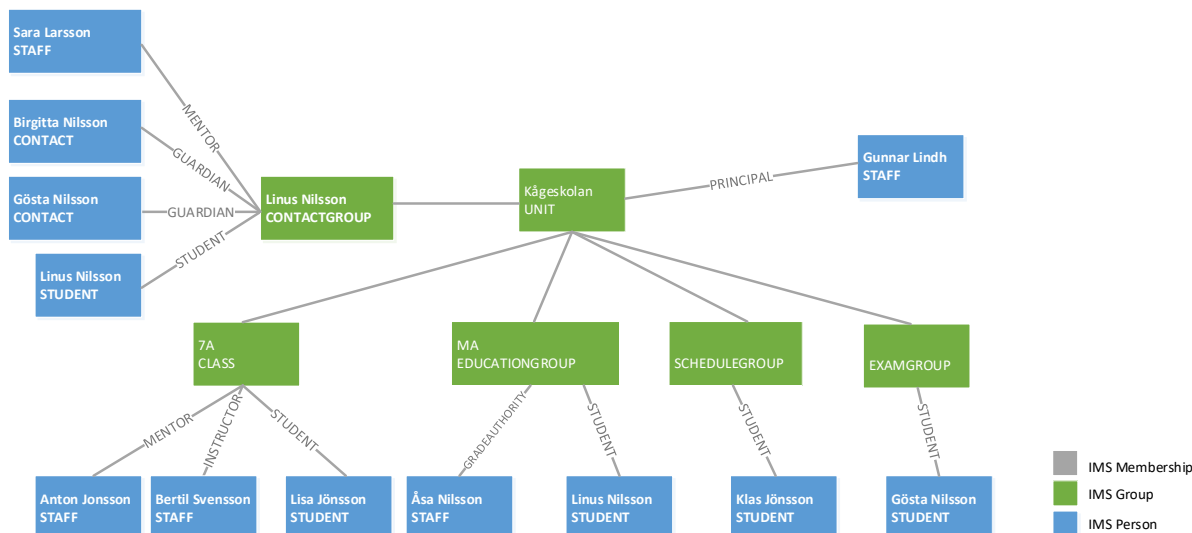 Sara Larsson
STAFF
Birgitta Nilsson
CONTACT
Gösta Nilsson
CONTACT
Linus Nilsson
STUDENT
MENTOR
GUARDIAN
GUARDIAN
STUDENT
Linus Nilsson
CONTACTGROUP
Kågeskolan
UNIT
PRINCIPAL
Gunnar Lindh
STAFF
7A
CLASS
MA
EDUCATIONGROUP
SCHEDULEGROUP
EXAMGROUP
MENTOR
INSTRUCTOR
STUDENT
GRADEAUTHORITY
STUDENT
STUDENT
STUDENT
Anton Jonsson
STAFF
Bertil Svensson
STAFF
Lisa Jönsson
STUDENT
Åsa Nilsson
STAFF
Linus Nilsson
STUDENT
Klas Jönsson
STUDENT
Gösta Nilsson
STUDENT
IMS Membership
IMS Group
IMS Person